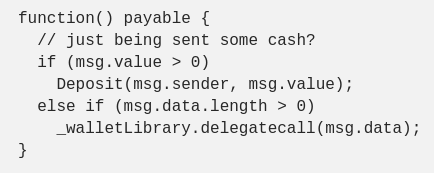 function() payable {
  // just being sent some cash?
  if (msg.value > 0)
    Deposit(msg.sender, msg.value);
  else if (msg.data.length > 0)
    _walletLibrary.delegatecall(msg.data);
}